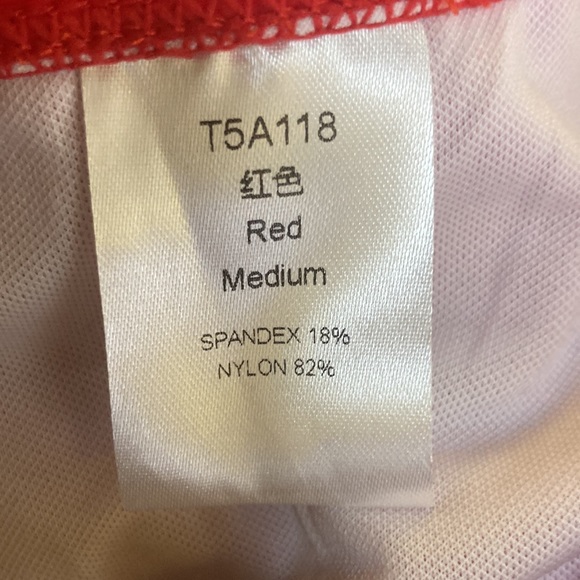 T5A118
红色
Red
Medium
SPANDEX 18%
NYLON 82%